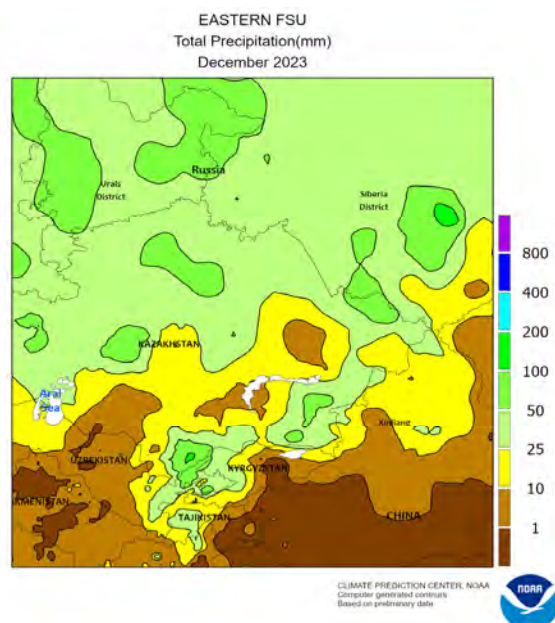 EASTERN FSU
Total Precipitation(mm)
December 2023
Russia
Urals
District
Siberia
District
KAZAKHSTAN
Aral
Sea
Xinjiang
UZBEKISTAN
KYRGYZSTAN
RKMENISTAN
TAJIKISTAN
CHINA
800
400
200
100
50
25
10
1
CLIMATE PREDICTION CENTER, NOAA
Computer generated contours
Based on preliminary data
NOAA